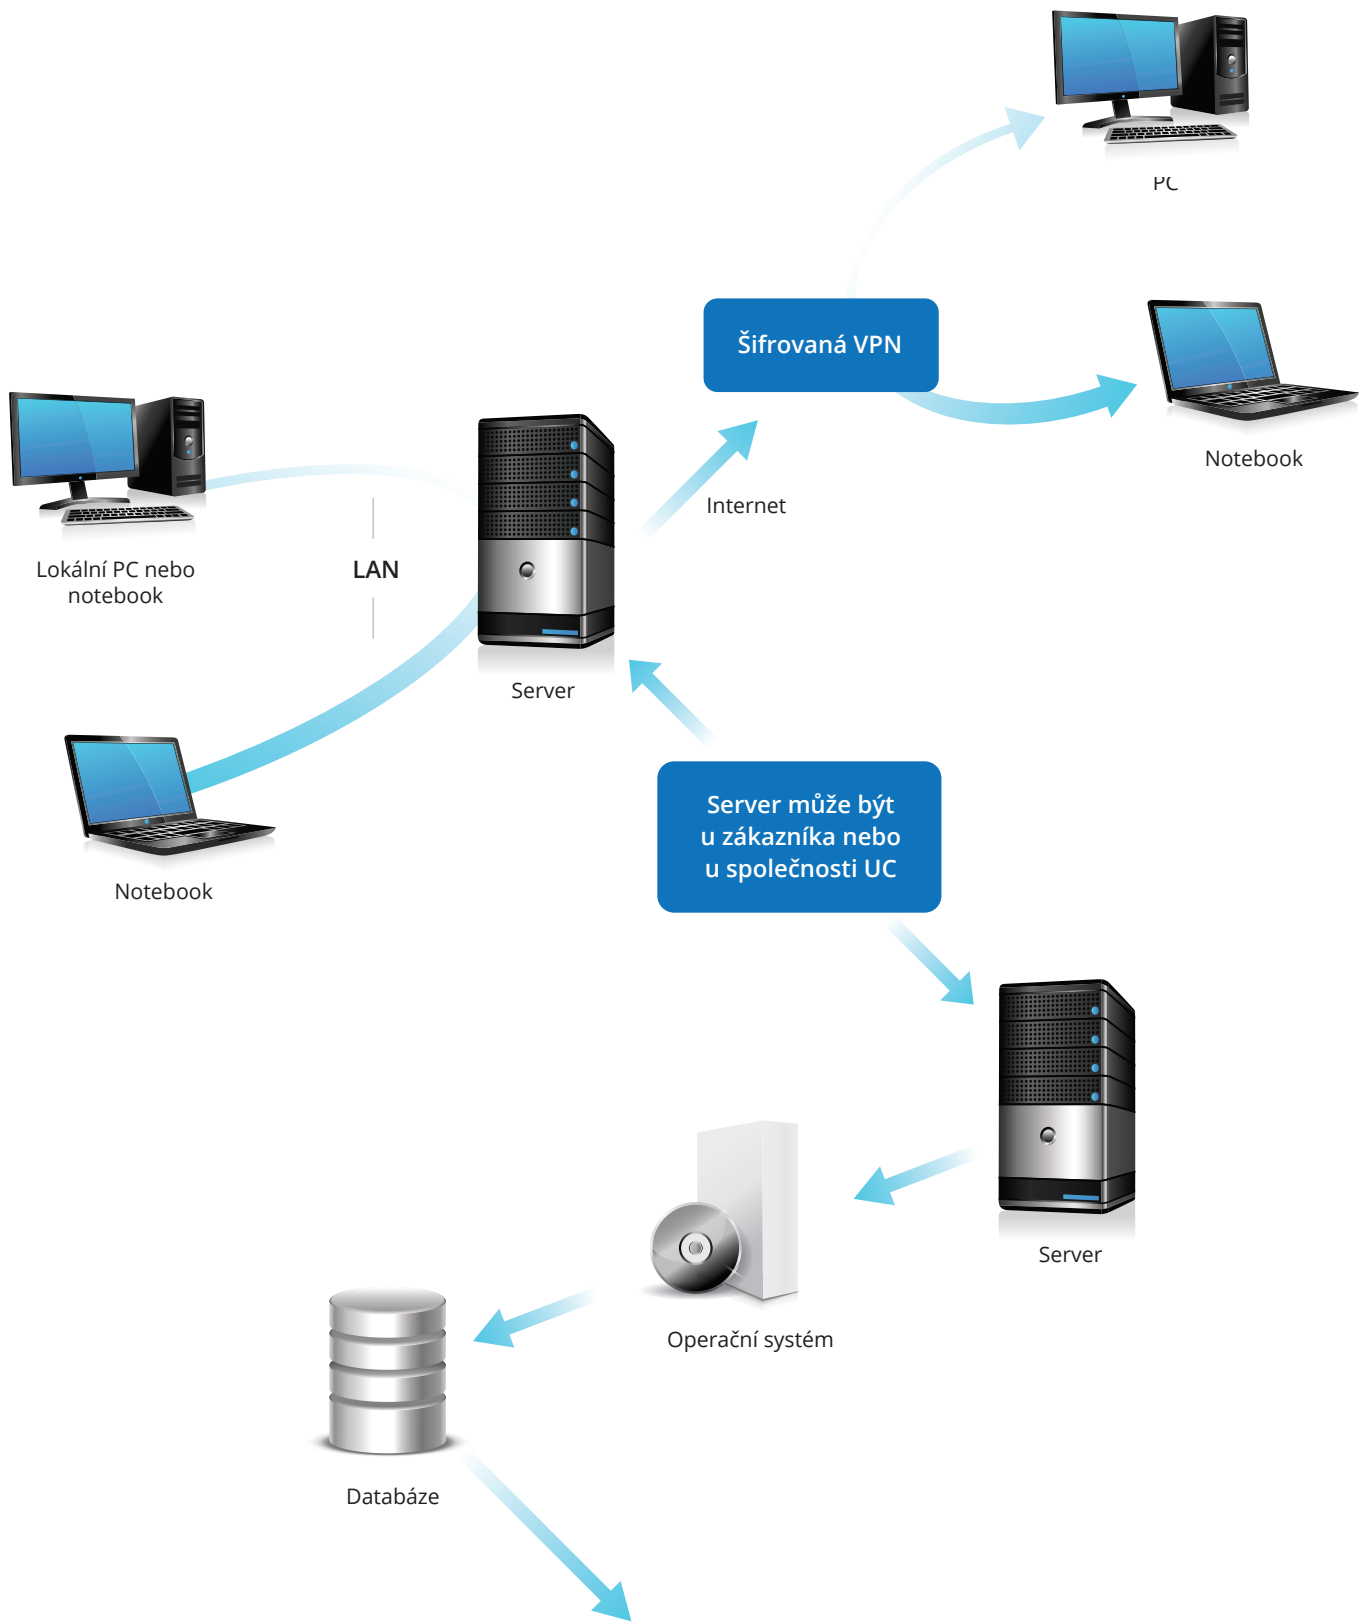 PC
Šifrovaná VPN
Notebook
Internet
Lokální PC nebo
notebook
LAN
Server
Server může být
u zákazníka nebo
u společnosti UC
Notebook
Server
Operační systém
Databáze